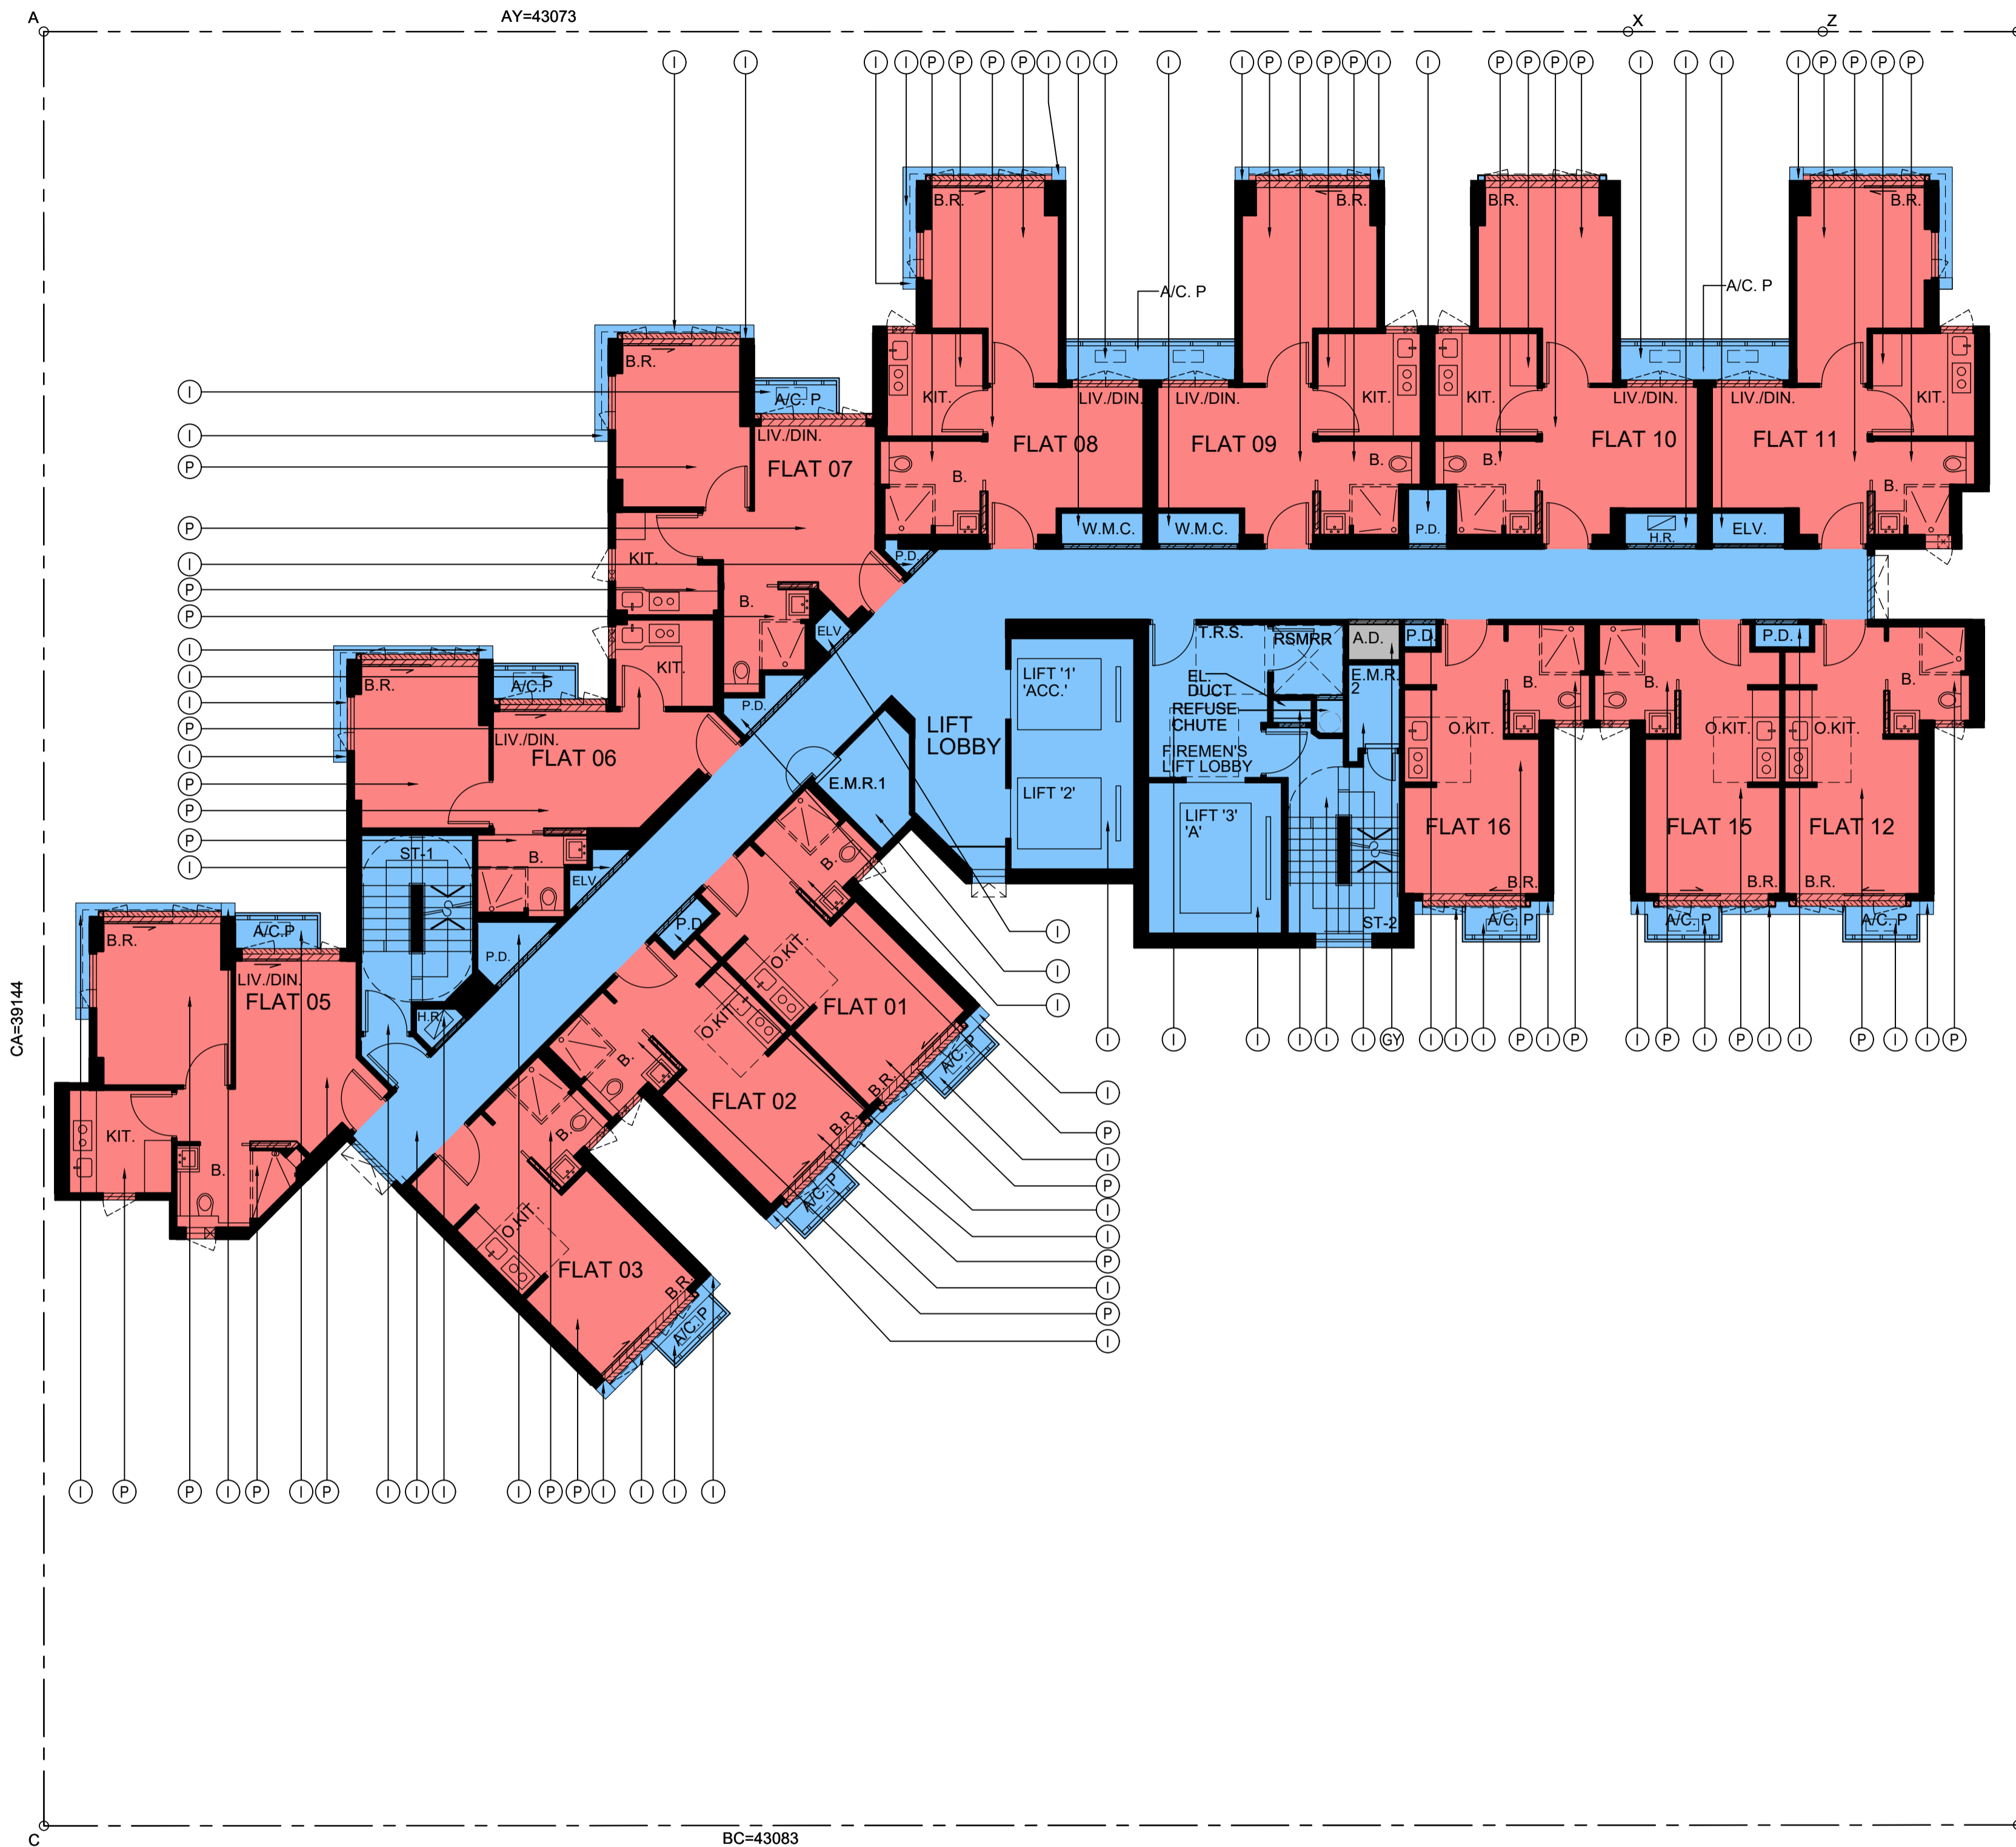 A
AY=43073
X
Z
I
I
I
I
P
P
P
P
I
I
I
I
I
P
P
P
P
I
I
P
P
P
P
I
I
I
I
P
P
P
P
B.R.
B.R.
B.R.
B.R.
A/C. P
A/C. P
KIT.
LIV./DIN.
LIV./DIN.
KIT.
KIT.
LIV./DIN.
LIV./DIN.
KIT.
FLAT 08
FLAT 09
FLAT 10
FLAT 11
B.
B.
B.
B.
W.M.C.
W.M.C.
P.D.
H.R.
ELV.
B.R.
A/C. P
LIV./DIN.
FLAT 07
KIT.
B.
P.D.
ELV
KIT.
P.D.
I
I
P
P
I
P
P
I
I
I
P
I
P
P
P
I
B.R.
A/C.P
LIV./DIN.
FLAT 06
ST-1
B.
ELV
P.D.
H.R.
E.M.R.1
LIFT
LOBBY
LIFT '1'
'ACC.'
LIFT '2'
T.R.S.
RSMRR
A.D.
P.D.
E.M.R.
2
EL.
DUCT
REFUSE
CHUTE
FIREMEN'S
LIFT LOBBY
LIFT '3'
'A'
ST-2
B.
O.KIT.
FLAT 16
B.R.
A/C. P
B.
P.D.
O.KIT.
FLAT 15
B.R.
A/C. P
B.
O.KIT.
FLAT 12
B.R.
A/C. P
B.R.
A/C.P
LIV./DIN.
FLAT 05
KIT.
B.
B.
P.D.
O.KIT.
FLAT 01
B.R.
A/C. P
O.KIT.
B.
FLAT 02
B.R.
A/C. P
B.
O.KIT.
FLAT 03
B.R.
A/C. P
CA=39144
I
I
I
I
I
I
I
I
I
GY
I
I
I
P
I
P
I
P
I
P
I
I
P
I
I
P
I
P
I
P
I
I
P
I
P
I
I
P
P
I
P
I
P
I
I
I
I
P
P
I
I
I
I
C
BC=43083